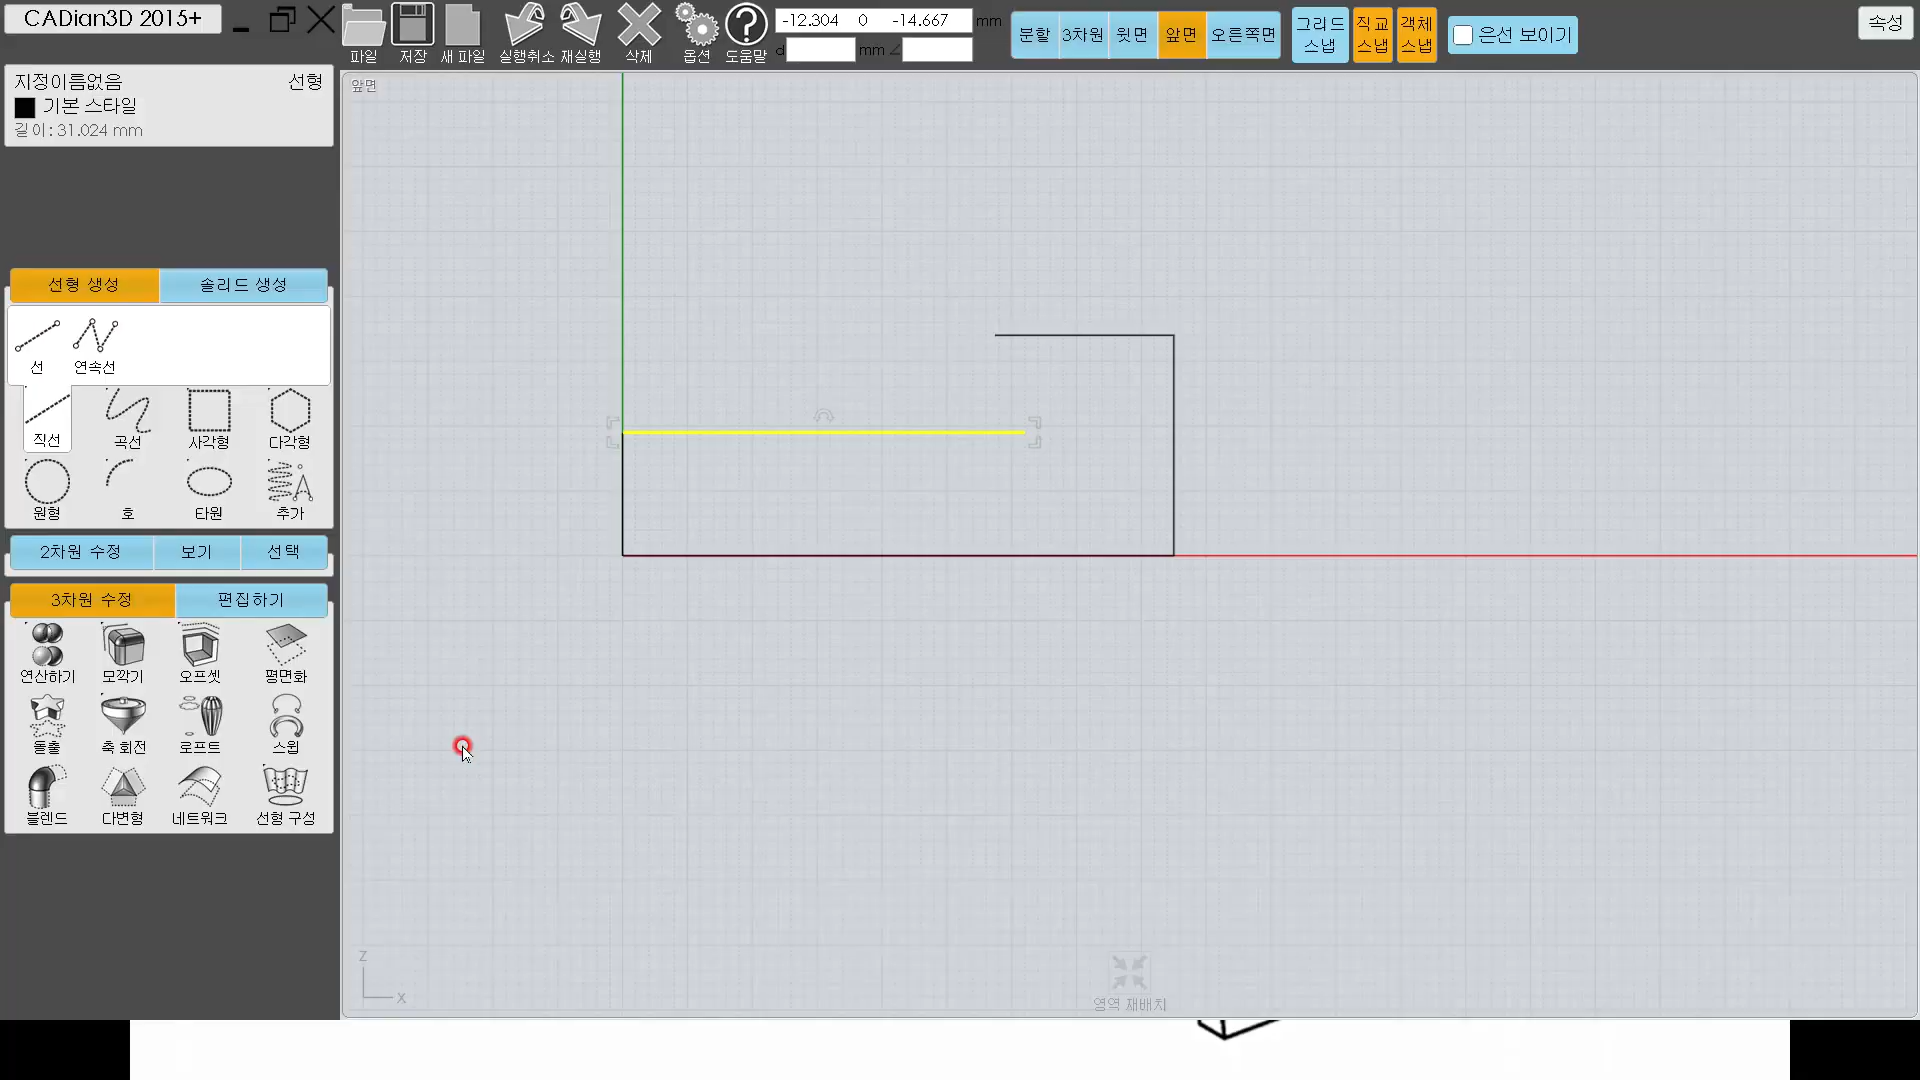 CADian3D 2015+
파일
저장
새 파일
실행취소
재실행
삭제
옵션
도움말
-12.304 0 -14.667 mm
d mm ∠
분할
3차원
윗면
앞면
오른쪽면
그리드
스냅
직교
스냅
객체
스냅
은선 보이기
속성
지정이름없음 선형
기본 스타일
길이: 31.024 mm
앞면
선형 생성 솔리드 생성
선 연속선
직선 곡선 사각형 다각형
원형 호 타원 추가
2차원 수정 보기 선택
3차원 수정 편집하기
연산하기 모깍기 오프셋 평면화
돌출 축 회전 로프트 스윕
블렌드 다변형 네트워크 선형 구성
Z
X
영역 재배치